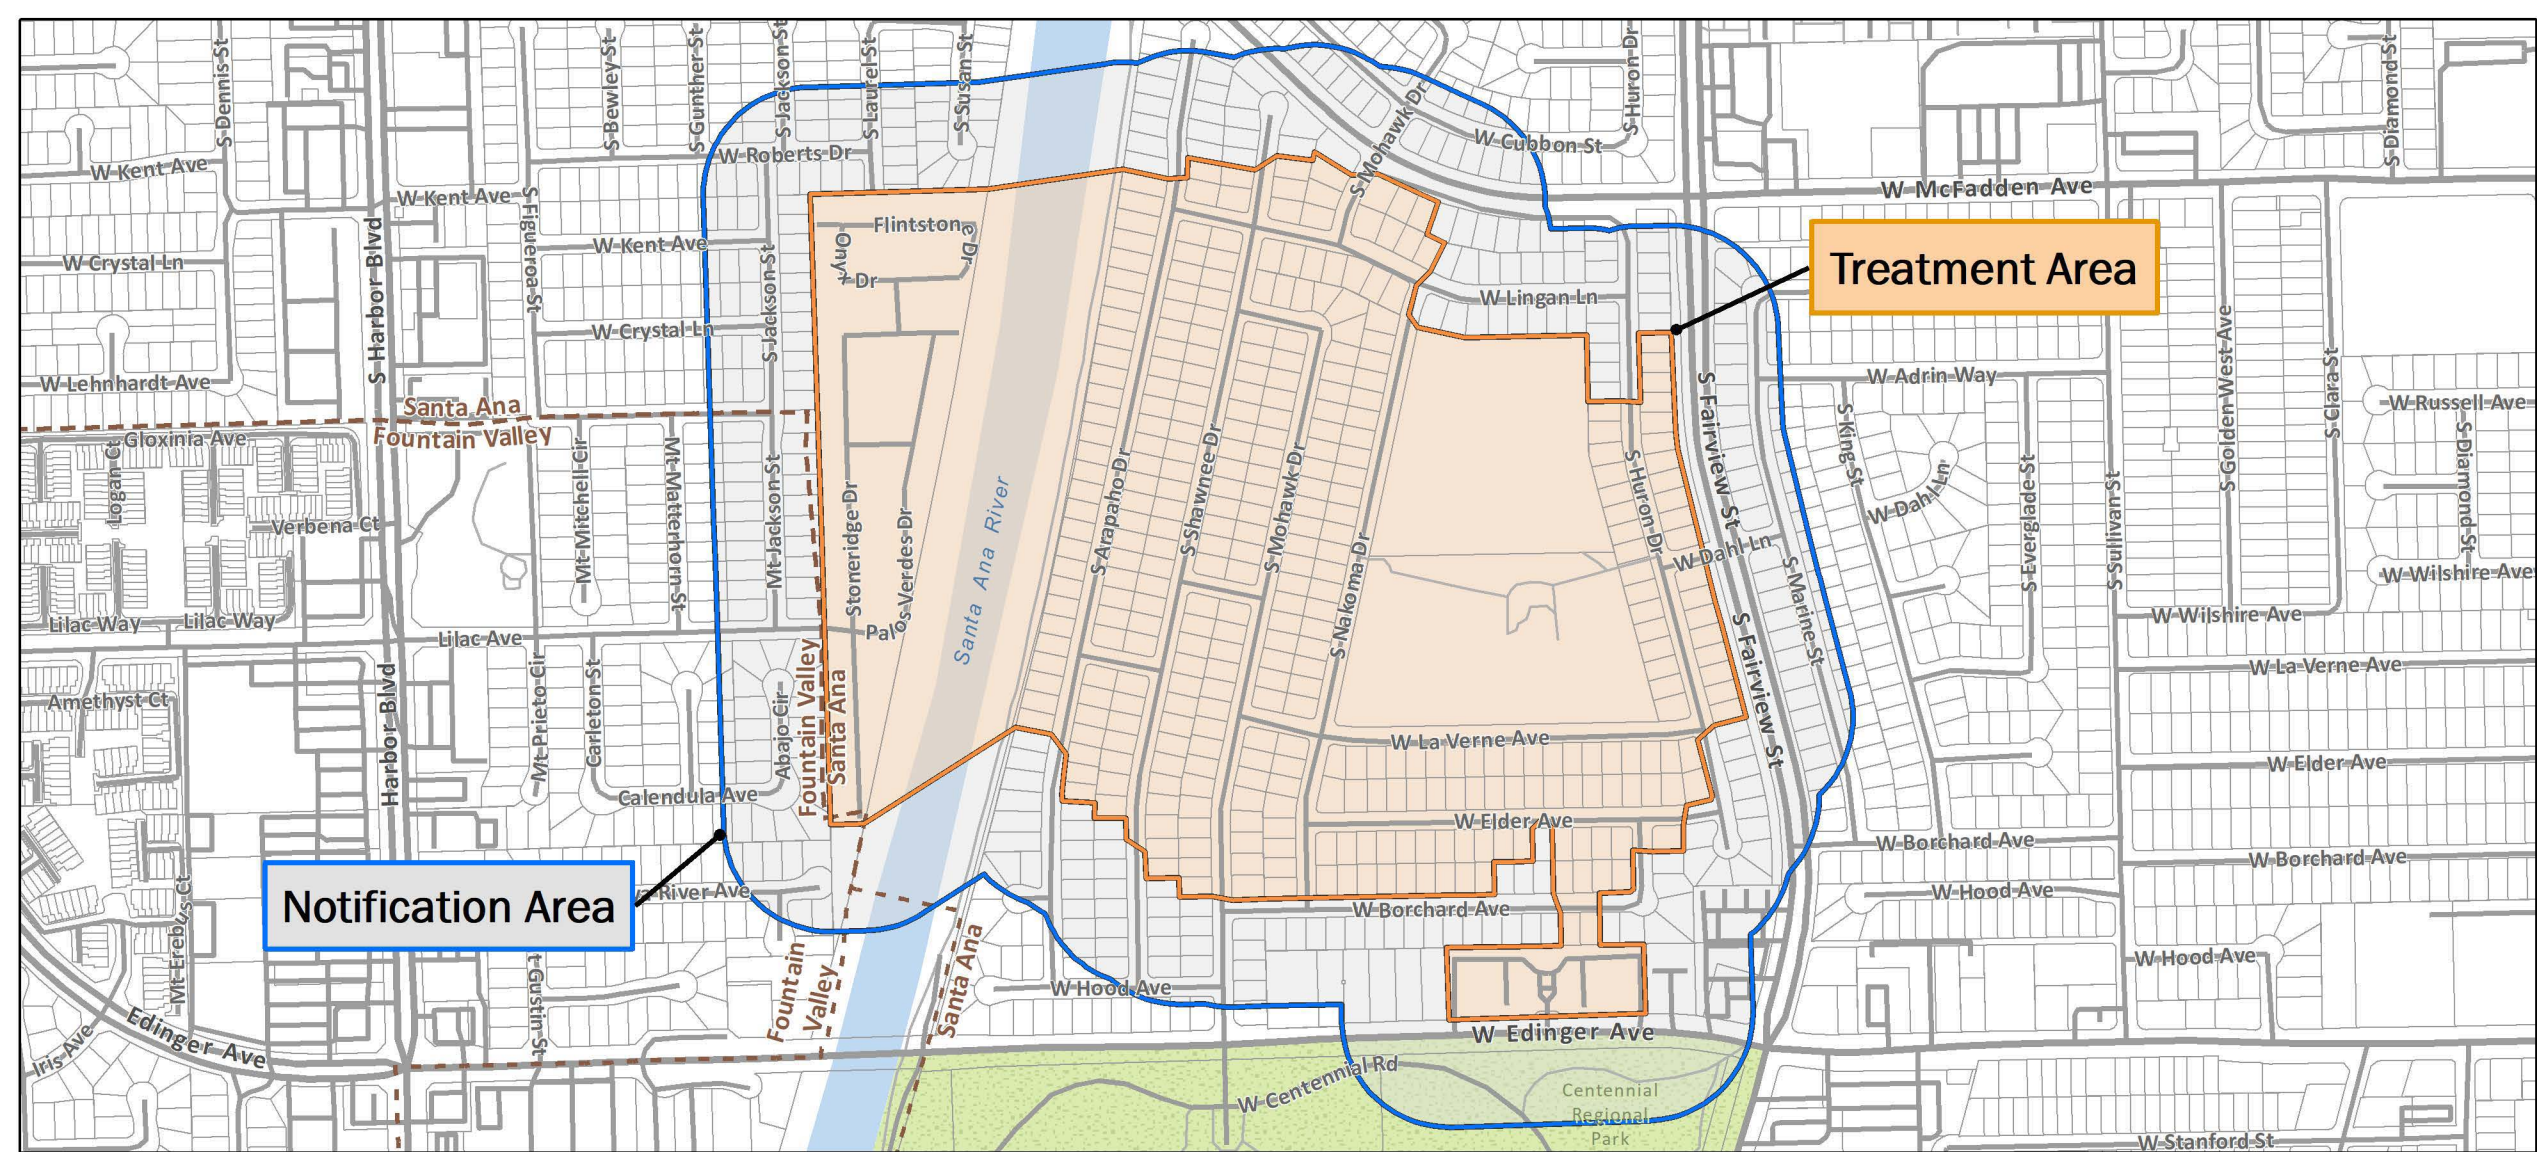 S Dennis St
S Bewley St
S Gunther St
S Jackson St
S Laurel St
S Susan St
S Huron Dr
S Diamond St
W Cubbon St
S Mohawk Dr
W Roberts Dr
W Kent Ave
W Kent Ave
W McFadden Ave
S Figueroa St
Flintstone Dr
Onyx Dr
W Kent Ave
W Crystal Ln
S Harbor Blvd
Treatment Area
W Lingan Ln
W Crystal Ln
S Jackson St
S Golden West Ave
S Clara St
W Lehnhardt Ave
W Adrin Way
Santa Ana
Fountain Valley
W Russell Ave
Gloxinia Ave
Logan Ct
Mt Mitchell Cir
Mt Matterhorn St
Mt Jackson St
Stoneridge Dr
Palos Verdes Dr
Santa Ana River
S Arapaho Dr
S Shawnee Dr
S Mohawk Dr
S Nakoma Dr
S Huron Dr
S Fairview St
S King St
W Dahl Ln
S Everglade St
S Sullivan St
S Diamond St
Verbena Ct
W Dahl Ln
S Marine St
W Wilshire Ave
W Wilshire Ave
Lilac Way
Lilac Way
Lilac Ave
Amethyst Ct
Harbor Blvd
Mt Prieto Cir
Carleton St
Abajo Cir
Fountain Valley
Santa Ana
S Fairview St
W La Verne Ave
W La Verne Ave
W Elder Ave
Calendula Ave
W Elder Ave
W Borchard Ave
W Borchard Ave
Notification Area
River Ave
W Hood Ave
W Borchard Ave
Mt Erebus Ct
Fountain
Valley
Santa Ana
W Hood Ave
W Hood Ave
t Gustin St
Edinger Ave
Iris Ave
W Edinger Ave
W Centennial Rd
Centennial
Regional
Park
W Stanford St